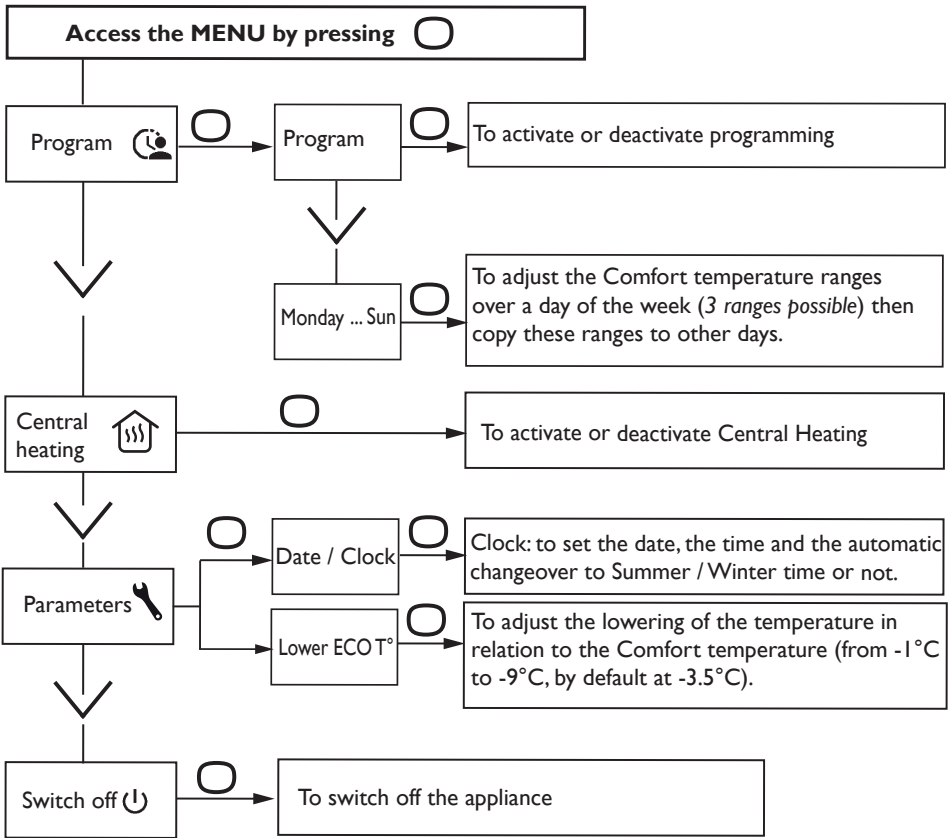 Access the MENU by pressing
Program
Program
To activate or deactivate programming
Monday ... Sun
To adjust the Comfort temperature ranges
over a day of the week (3 ranges possible) then
copy these ranges to other days.
Central
heating
To activate or deactivate Central Heating
Parameters
Date / Clock
Clock: to set the date, the time and the automatic
changeover to Summer / Winter time or not.
Lower ECO T°
To adjust the lowering of the temperature in
relation to the Comfort temperature (from -1°C
to -9°C, by default at -3.5°C).
Switch off
To switch off the appliance